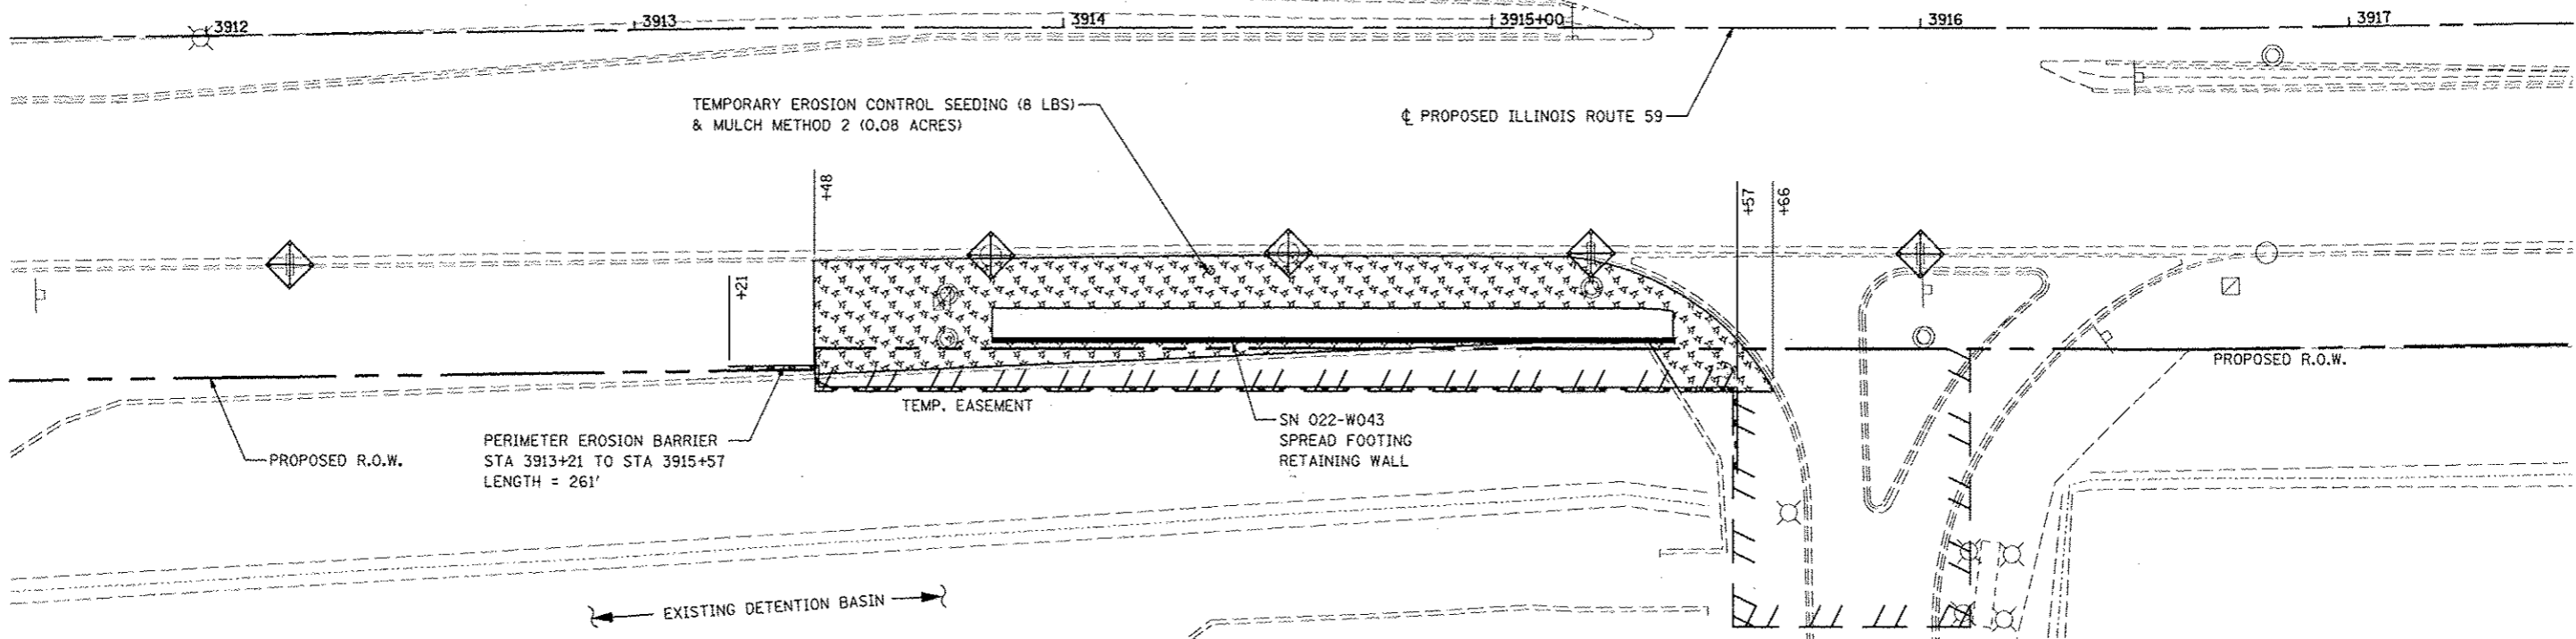 3912
3913
3914
3915+00
3916
3917
TEMPORARY EROSION CONTROL SEEDING (8 LBS)
& MULCH METHOD 2 (0.08 ACRES)
℄ PROPOSED ILLINOIS ROUTE 59
+48
+57
+66
+21
PROPOSED R.O.W.
TEMP. EASEMENT
PROPOSED R.O.W.
PERIMETER EROSION BARRIER
STA 3913+21 TO STA 3915+57
LENGTH = 261'
SN 022-W043
SPREAD FOOTING
RETAINING WALL
EXISTING DETENTION BASIN